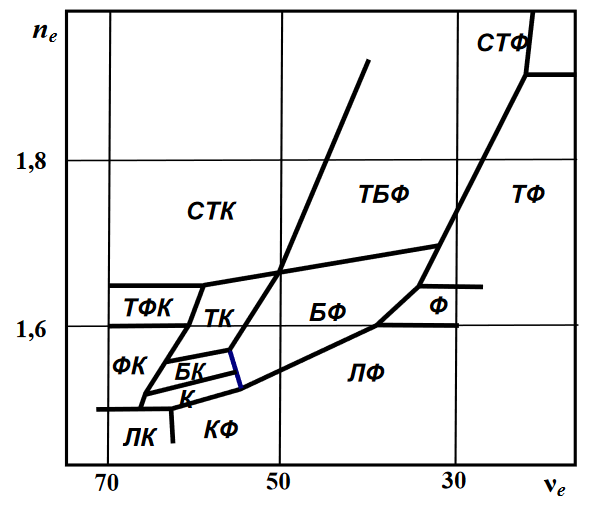 nₑ
СТФ
1,8
ТБФ
ТФ
СТК
ТФК
ТК
БФ
Ф
1,6
ФК
БК
ЛФ
К
ЛК
КФ
70
50
30
νₑ